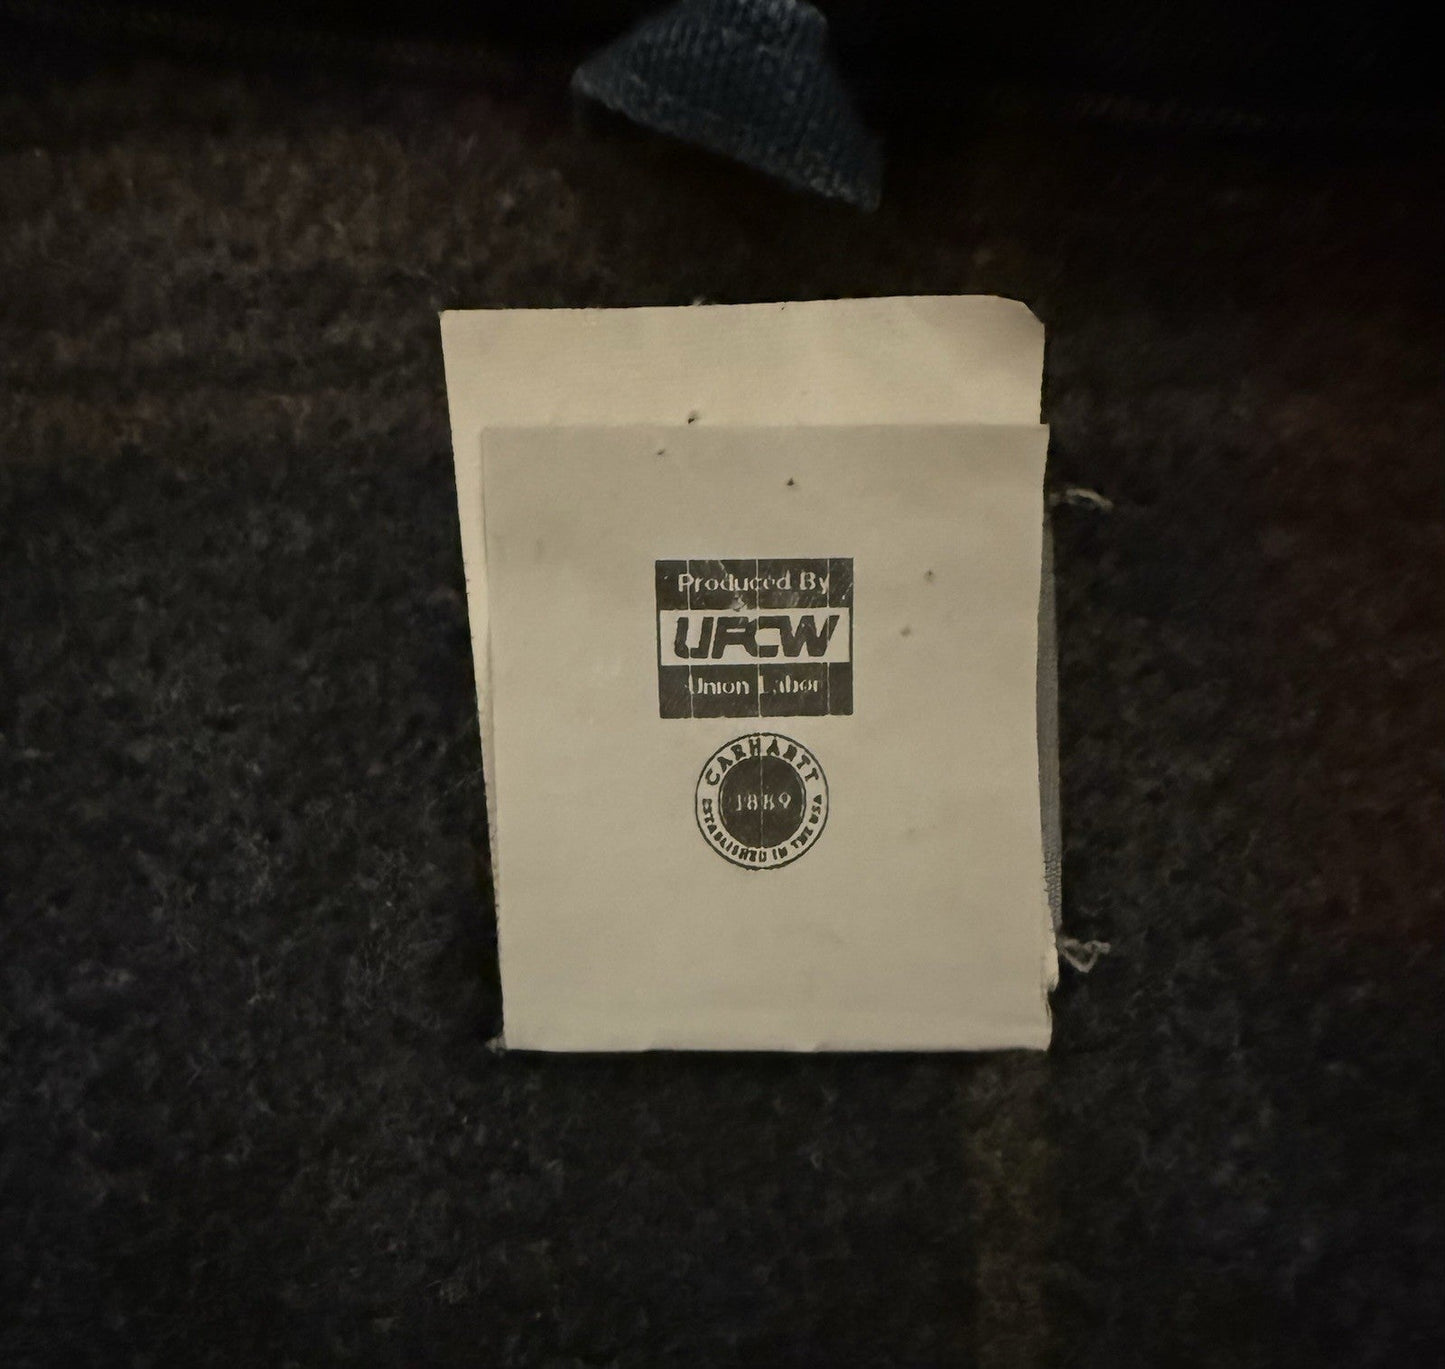 Produced By
UFCW
Union Labor
CARHARTT
1889
ESTABLISHED IN THE USA